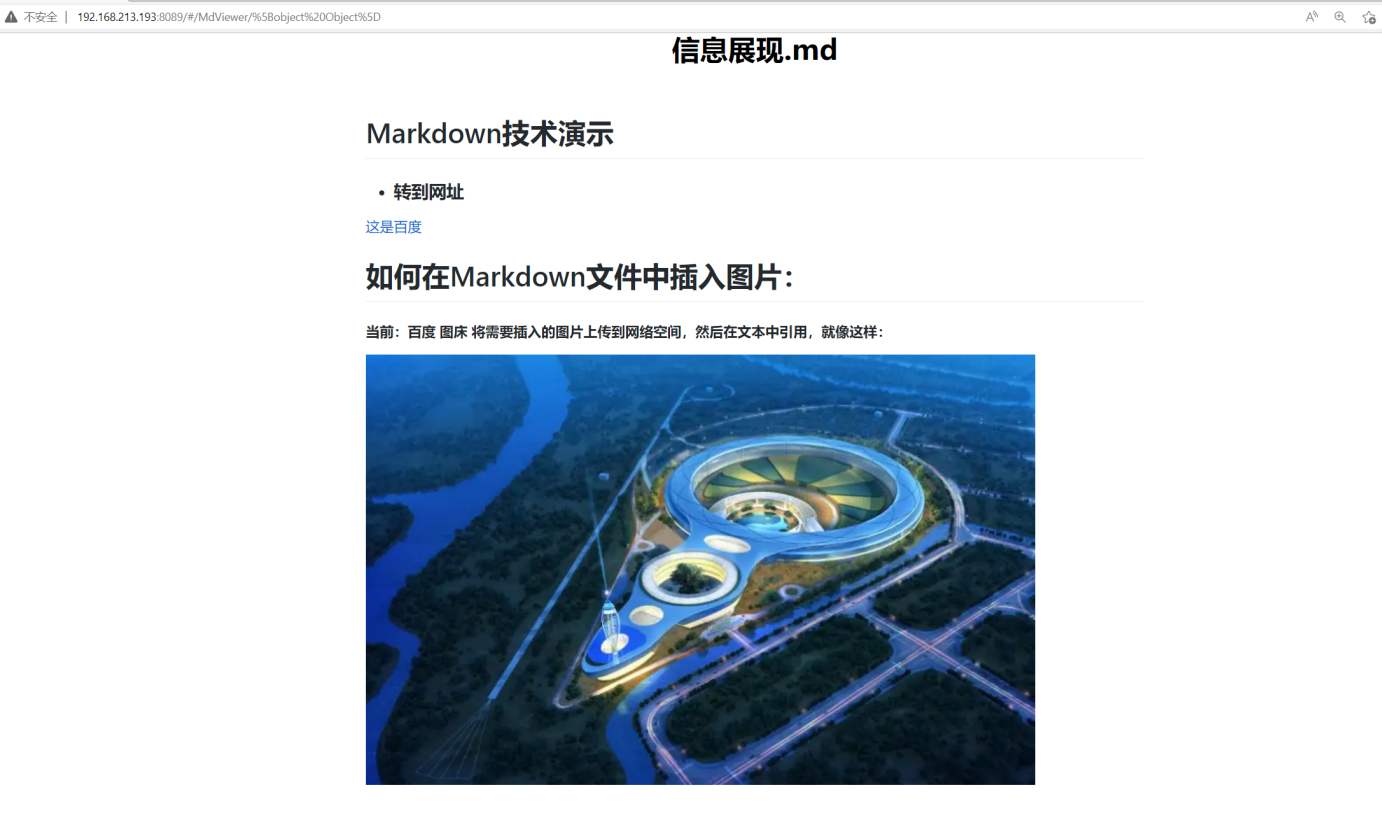 不安全 | 192.168.213.193:8089/#/MdViewer/%5Bobject%20Object%5D
信息展现.md
Markdown技术演示
• 转到网址
这是百度
如何在Markdown文件中插入图片：
当前：百度 图床 将需要插入的图片上传到网络空间，然后在文本中引用，就像这样：